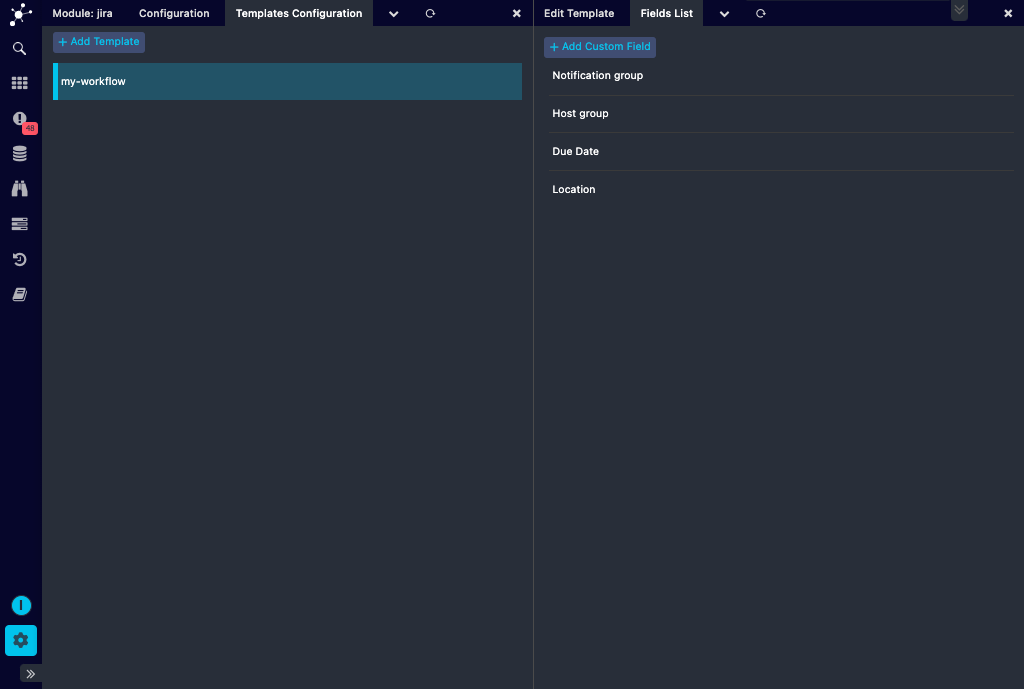 Module: jira
Configuration
Templates Configuration
+ Add Template
my-workflow
48
I
Edit Template
Fields List
+ Add Custom Field
Notification group
Host group
Due Date
Location